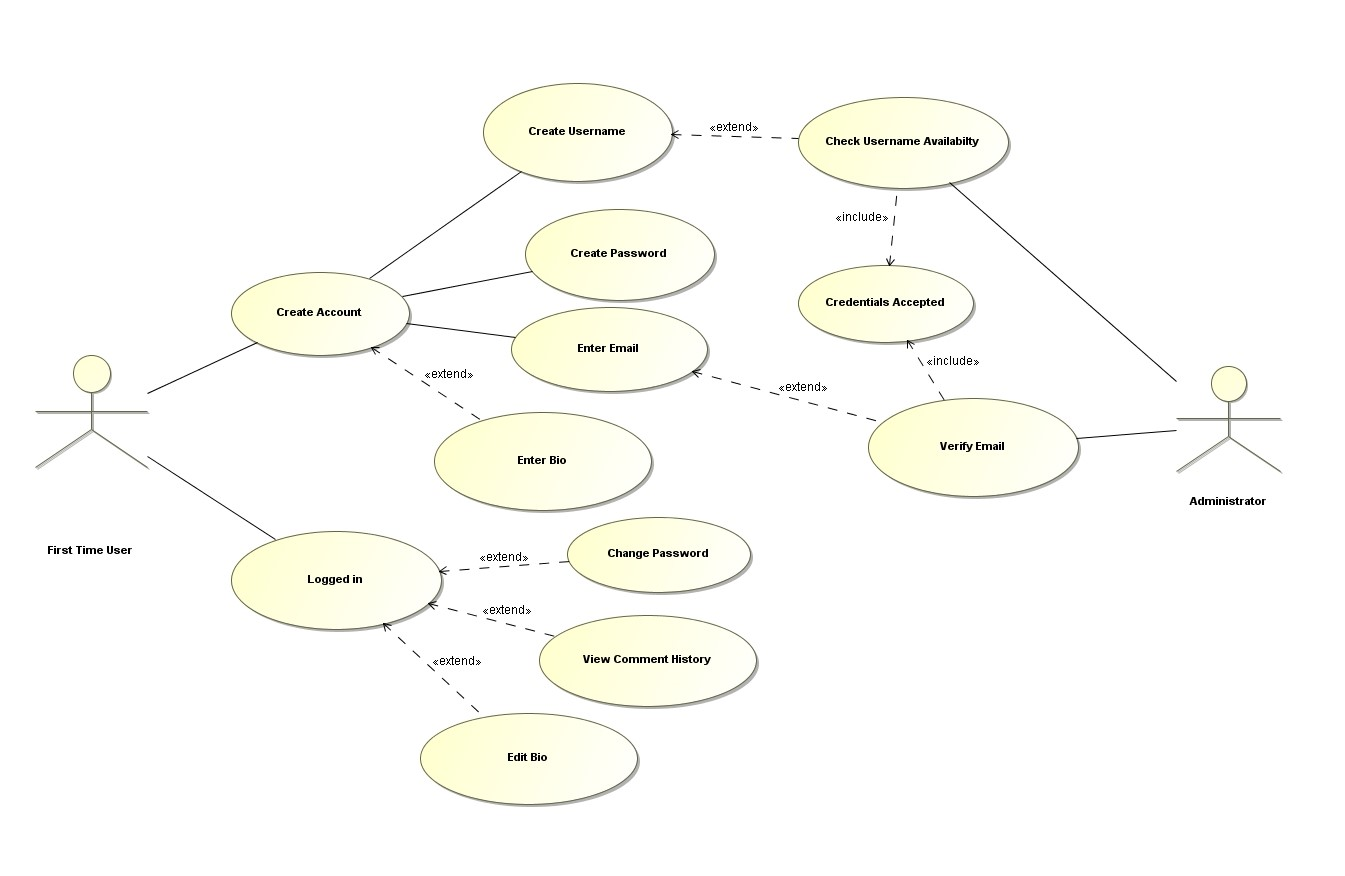 Create Username
«extend»
Check Username Availabilty
«include»
Create Password
Credentials Accepted
Create Account
Enter Email
«include»
«extend»
«extend»
Verify Email
Enter Bio
Administrator
First Time User
Change Password
«extend»
Logged in
«extend»
View Comment History
«extend»
Edit Bio